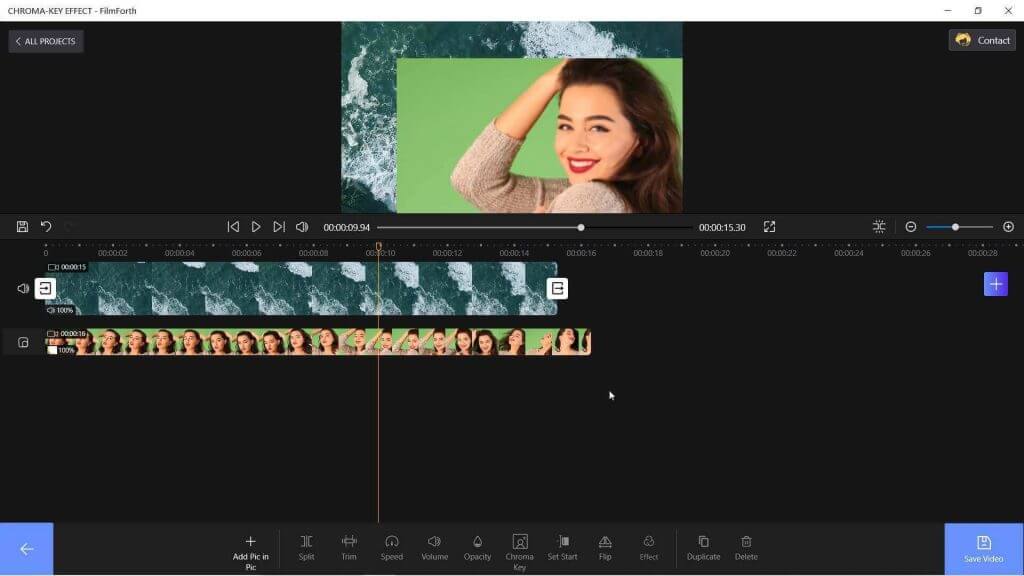 CHROMA-KEY EFFECT - FilmForth
ALL PROJECTS
Contact
00:00:09.94
00:00:15.30
0 00:00:02 00:00:04 00:00:06 00:00:08 00:00:10 00:00:12 00:00:14 00:00:16 00:00:18 00:00:20 00:00:22 00:00:24 00:00:26 00:00:28
00:00:15
100%
00:00:16
100%
Add Pic in
Pic
Split
Trim
Speed
Volume
Opacity
Chroma
Key
Set Start
Flip
Effect
Duplicate
Delete
Save Video